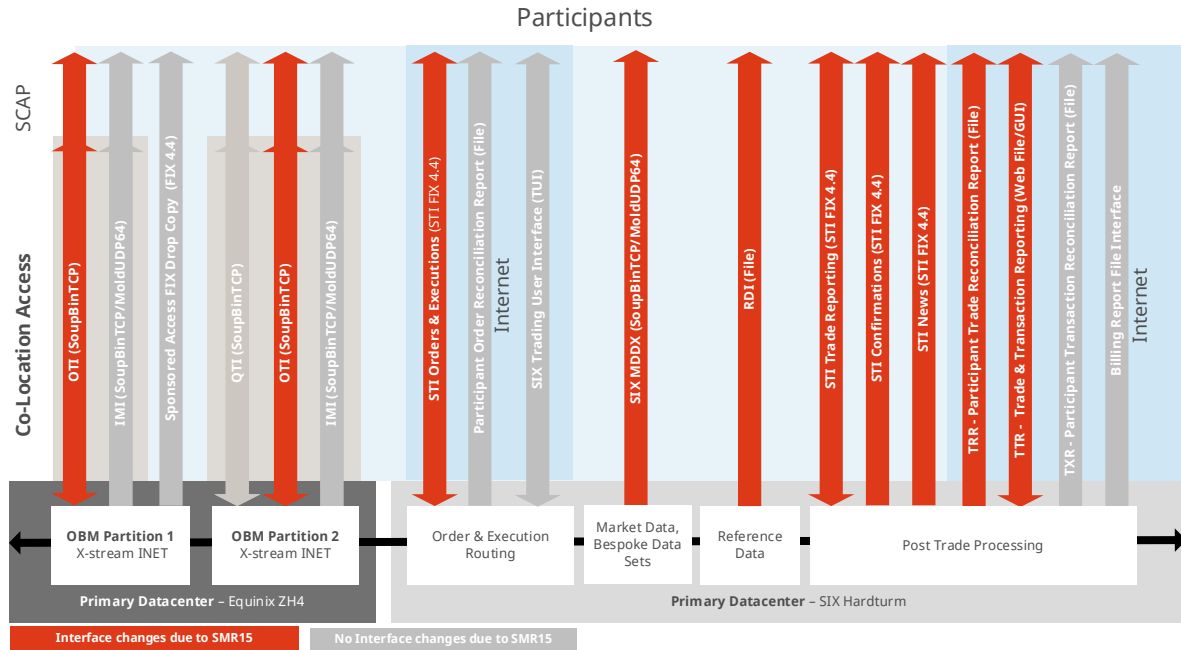 Participants
SCAP
Co-Location Access
OTI (SoupBinTCP)
IMI (SoupBinTCP/MoldUDP64)
Sponsored Access FIX Drop Copy (FIX 4.4)
QTI (SoupBinTCP)
OTI (SoupBinTCP)
IMI (SoupBinTCP/MoldUDP64)
STI Orders & Executions (STI FIX 4.4)
Participant Order Reconciliation Report (File)
Internet
SIX Trading User Interface (TUI)
SIX MDDX (SoupBinTCP/MoldUDP64)
RDI (File)
STI Trade Reporting (STI FIX 4.4)
STI Confirmations (STI FIX 4.4)
STI News (STI FIX 4.4)
TRR - Participant Trade Reconciliation Report (File)
TTR - Trade & Transaction Reporting (Web File/GUI)
TXR - Participant Transaction Reconciliation Report (File)
Billing Report File Interface
Internet
OBM Partition 1
X-stream INET
OBM Partition 2
X-stream INET
Order & Execution
Routing
Market Data,
Bespoke Data
Sets
Reference
Data
Post Trade Processing
Primary Datacenter – Equinix ZH4
Primary Datacenter – SIX Hardturm
Interface changes due to SMR15
No Interface changes due to SMR15